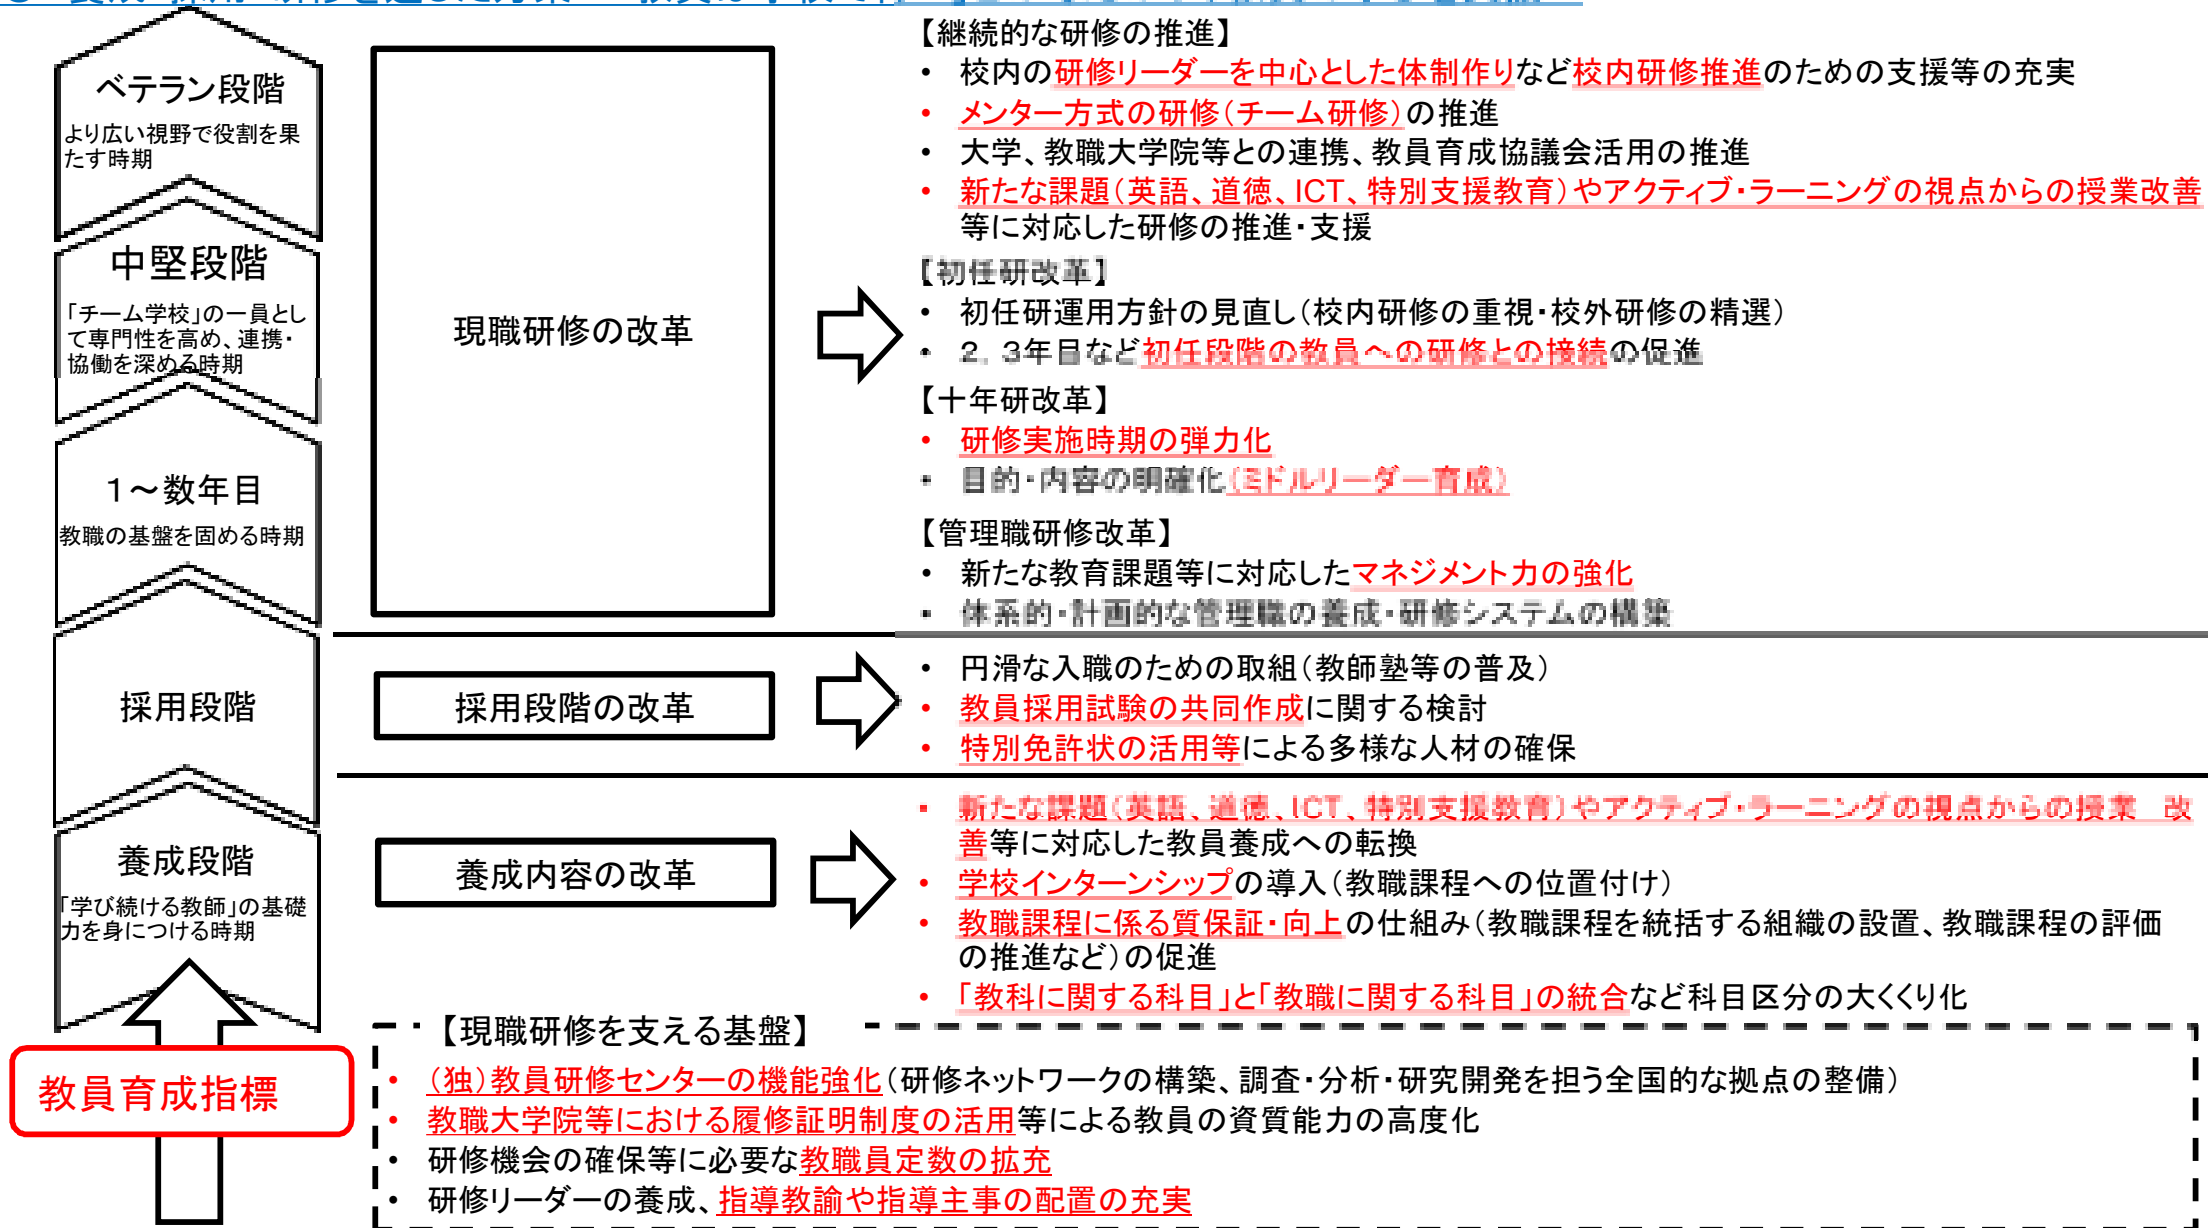 ベテラン段階
より広い視野で役割を果
たす時期
中堅段階
「チーム学校」の一員とし
て専門性を高め、連携・
協働を深める時期
1~数年目
教職の基盤を固める時期
採用段階
養成段階
「学び続ける教師」の基礎
力を身につける時期
教員育成指標
現職研修の改革
【継続的な研修の推進】
• 校内の研修リーダーを中心とした体制作りなど校内研修推進のための支援等の充実
• メンター方式の研修(チーム研修)の推進
• 大学、教職大学院等との連携、教員育成協議会活用の推進
• 新たな課題(英語、道徳、ICT、特別支援教育)やアクティブ・ラーニングの視点からの授業改善
等に対応した研修の推進・支援
【初任研改革】
• 初任研運用方針の見直し(校内研修の重視・校外研修の精選)
• 2,3年目など初任段階の教員への研修との接続の促進
【十年研改革】
• 研修実施時期の弾力化
• 目的・内容の明確化(ミドルリーダー育成)
【管理職研修改革】
• 新たな教育課題等に対応したマネジメント力の強化
• 体系的・計画的な管理職の養成・研修システムの構築
採用段階の改革
• 円滑な入職のための取組(教師塾等の普及)
• 教員採用試験の共同作成に関する検討
• 特別免許状の活用等による多様な人材の確保
養成内容の改革
• 新たな課題(英語、道徳、ICT、特別支援教育)やアクティブ・ラーニングの視点からの授業 改
善等に対応した教員養成への転換
• 学校インターンシップの導入(教職課程への位置付け)
• 教職課程に係る質保証・向上の仕組み(教職課程を統括する組織の設置、教職課程の評価
の推進など)の促進
• 「教科に関する科目」と「教職に関する科目」の統合など科目区分の大くくり化
【現職研修を支える基盤】
• (独)教員研修センターの機能強化(研修ネットワークの構築、調査・分析・研究開発を担う全国的な拠点の整備)
• 教職大学院等における履修証明制度の活用等による教員の資質能力の高度化
• 研修機会の確保等に必要な教職員定数の拡充
• 研修リーダーの養成、指導教諭や指導主事の配置の充実